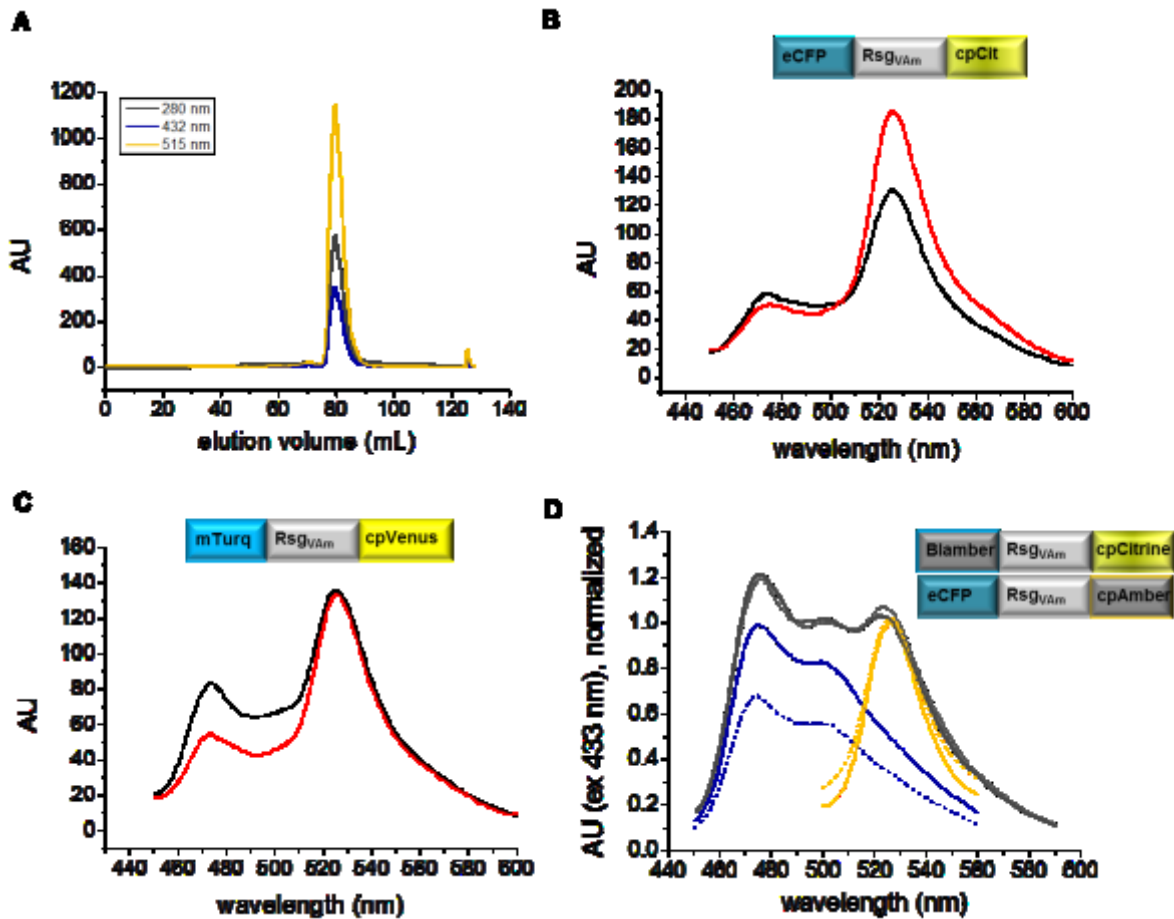 A
AU
1200
1000
800
600
400
200
0
280 nm
432 nm
515 nm
0 20 40 60 80 100 120 140
elution volume (mL)
B
eCFP Rsg_VAm cpCit
AU
200
180
160
140
120
100
80
60
40
20
0
440 460 480 500 520 540 560 580 600
wavelength (nm)
C
mTurq Rsg_VAm cpVenus
AU
160
140
120
100
80
60
40
20
0
440 460 480 500 520 540 560 580 600
wavelength (nm)
D
Blamber Rsg_VAm cpCitrine
eCFP Rsg_VAm cpAmber
AU (ex 433 nm), normalized
1.4
1.2
1.0
0.8
0.6
0.4
0.2
0.0
440 460 480 500 520 540 560 580 600
wavelength (nm)